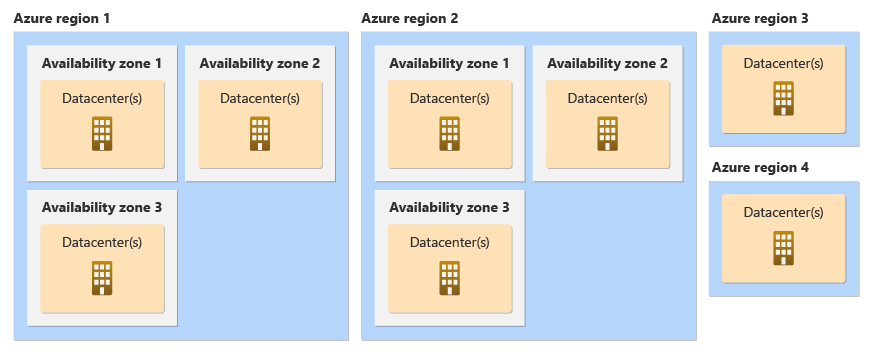 Azure region 1
Availability zone 1
Datacenter(s)
Availability zone 2
Datacenter(s)
Availability zone 3
Datacenter(s)
Azure region 2
Availability zone 1
Datacenter(s)
Availability zone 2
Datacenter(s)
Availability zone 3
Datacenter(s)
Azure region 3
Datacenter(s)
Azure region 4
Datacenter(s)